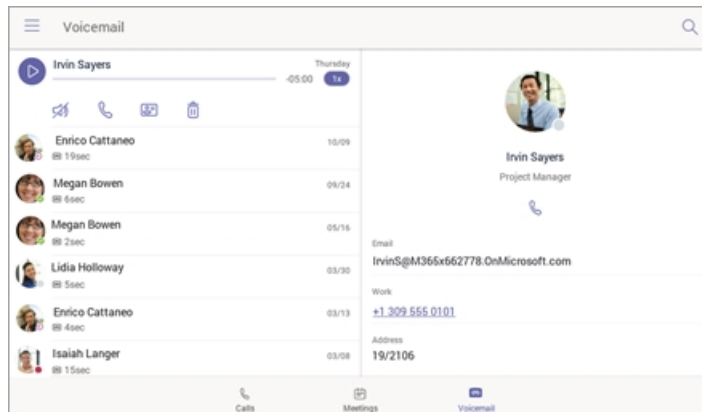 Voicemail
Irvin Sayers
Thursday
-05:00
1x
Enrico Cattaneo
10/09
19sec
Megan Bowen
09/24
6sec
Megan Bowen
05/16
2sec
Lidia Holloway
03/30
5sec
Enrico Cattaneo
03/13
4sec
Isaiah Langer
03/08
15sec
Irvin Sayers
Project Manager
Email
IrvinS@M365x662778.OnMicrosoft.com
Work
+1 309 555 0101
Address
19/2106
Calls
Meetings
Voicemail